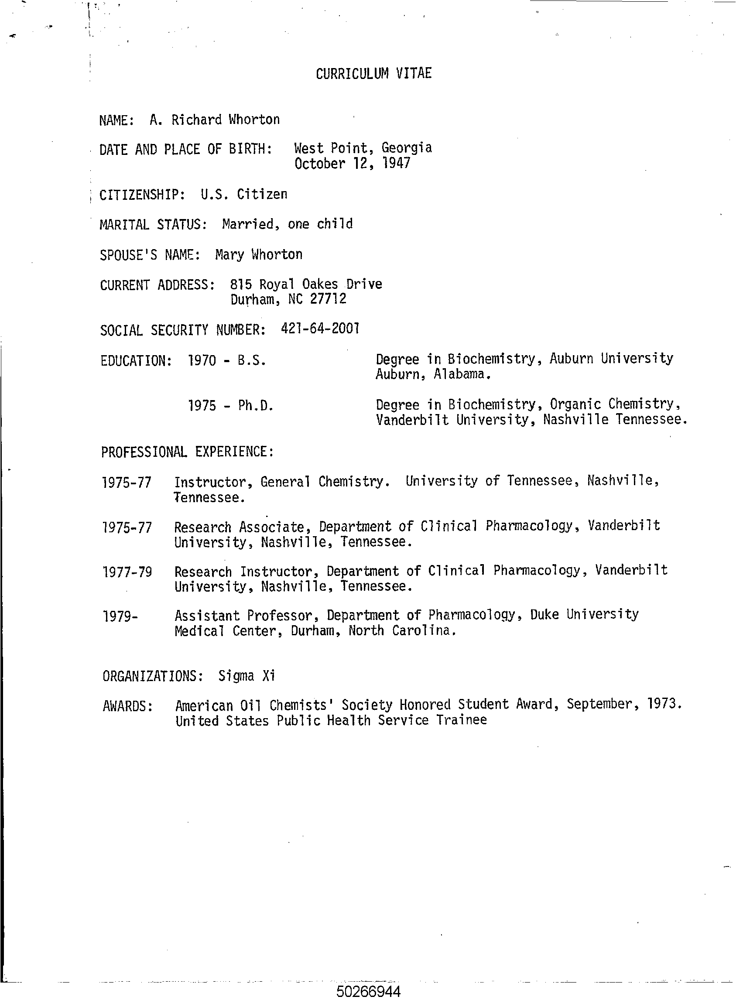 CURRICULUM VITAE
NAME: A. Richard Whorton
DATE AND PLACE OF BIRTH: West Point, Georgia
October 12, 1947
CITIZENSHIP: U.S. Citizen
MARITAL STATUS: Married, one child
SPOUSE'S NAME: Mary Whorton
CURRENT ADDRESS: 815 Royal Oakes Drive
Durham, NC 27712
SOCIAL SECURITY NUMBER: 421-64-2001
EDUCATION: 1970 - B.S. Degree in Biochemistry, Auburn University
Auburn, Alabama.
1975 - Ph.D. Degree in Biochemistry, Organic Chemistry,
Vanderbilt University, Nashville Tennessee.
PROFESSIONAL EXPERIENCE:
1975-77 Instructor, General Chemistry. University of Tennessee, Nashville,
Tennessee.
1975-77 Research Associate, Department of Clinical Pharmacology, Vanderbilt
University, Nashville, Tennessee.
1977-79 Research Instructor, Department of Clinical Pharmacology, Vanderbilt
University, Nashville, Tennessee.
1979- Assistant Professor, Department of Pharmacology, Duke University
Medical Center, Durham, North Carolina.
ORGANIZATIONS: Sigma Xi
AWARDS: American Oil Chemists' Society Honored Student Award, September, 1973.
United States Public Health Service Trainee
50266944